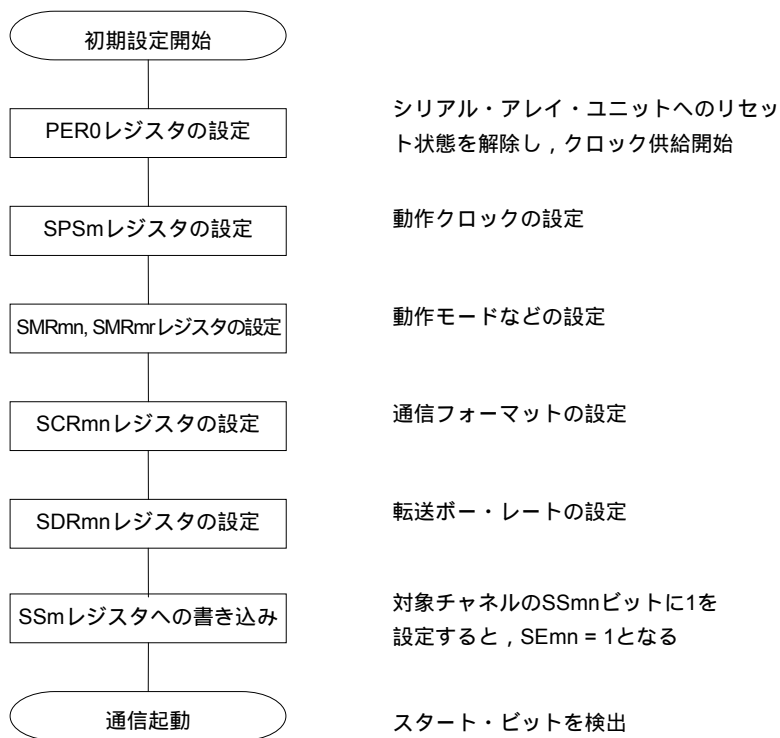 初期設定開始
PER0レジスタの設定
シリアル・アレイ・ユニットへのリセッ
ト状態を解除し，クロック供給開始
SPSmレジスタの設定
動作クロックの設定
SMRmn, SMRmrレジスタの設定
動作モードなどの設定
SCRmnレジスタの設定
通信フォーマットの設定
SDRmnレジスタの設定
転送ボー・レートの設定
SSmレジスタへの書き込み
対象チャネルのSSmnビットに1を
設定すると，SEmn = 1となる
通信起動
スタート・ビットを検出